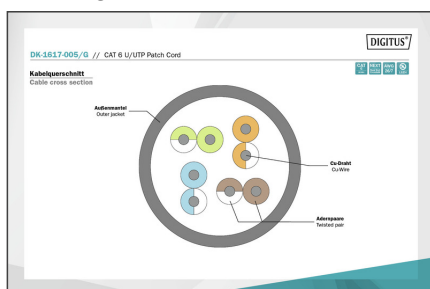 DIGITUS®
DK-1617-005/G // CAT 6 U/UTP Patch Cord
Kabelquerschnitt
Cable cross section
CAT
Außenmantel
Outer jacket
Cu-Draht
Cu-Wire
Adernpaare
Twisted pair